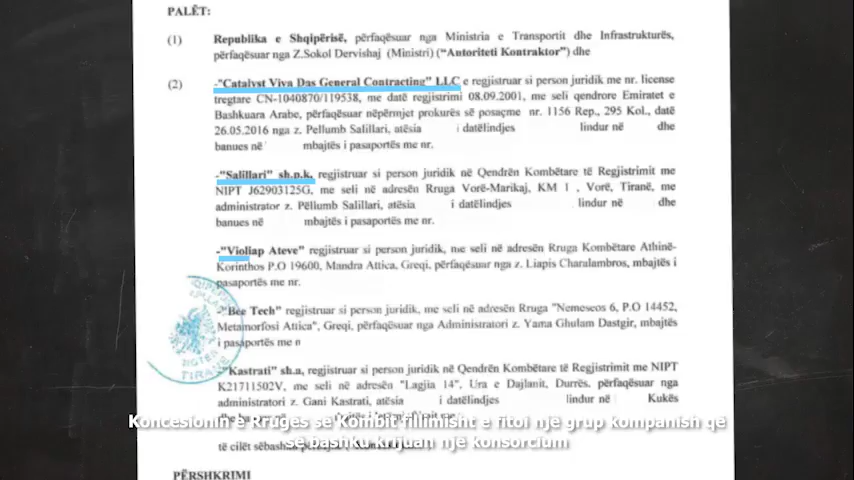 PALËT:
(1) Republika e Shqipërisë, përfaqësuar nga Ministria e Transportit dhe Infrastrukturës,
përfaqësuar nga Z.Sokol Dervishaj (Ministri) (“Autoriteti Kontraktor”) dhe
(2) -"Catalyst Viva Das General Contracting" LLC e regjistruar si person juridik me nr. license
tregtare CN-1040870/119538, me datë regjistrimi 08.09.2001, me seli qendrore Emiratet e
Bashkuara Arabe, përfaqësuar nëpërmjet prokurës së posaçme nr. 1156 Rep., 295 Kol., datë
26.05.2016 nga z. Pellumb Salillari, atësia i datëlindjes lindur në dhe
banues në mbajtës i pasaportës me nr.
-"Salillari" sh.p.k, regjistruar si person juridik në Qendrën Kombëtare të Regjistrimit me
NIPT J62903125G, me seli në adresën Rruga Vorë-Marikaj, KM 1 , Vorë, Tiranë, me
administrator z. Pëllumb Salillari, atësia i datëlindjes lindur në dhe
banues në mbajtës i pasaportës me nr.
-"Violiap Ateve" regjistruar si person juridik, me seli në adresën Rruga Kombëtare Athinë-
Korinthos P.O 19600, Mandra Attica, Greqi, përfaqësuar nga z. Liapis Charalambros, mbajtës i
pasaportës me nr.
-"Bee Tech" regjistruar si person juridik, me seli në adresën Rruga "Nemeseos 6, P.O 14452,
Metamorfosi Attica", Greqi, përfaqësuar nga Administratori z. Yama Ghulam Dastgir, mbajtës
i pasaportës me n
-"Kastrati" sh.a, regjistruar si person juridik në Qendrën Kombëtare të Regjistrimit me NIPT
K21711502V, me seli në adresën "Lagjia 14", Ura e Dajlanit, Durrës, përfaqësuar nga
administratori z. Gani Kastrati, atësia i datëlindjes lindur në Kukës
Koncesionin e Rrugës së Kombit fillimisht e fitoi një grup kompanish që
së bashku krijuan një konsorcium
të cilët sëbashku
PËRSHKRIMI
TIRANË